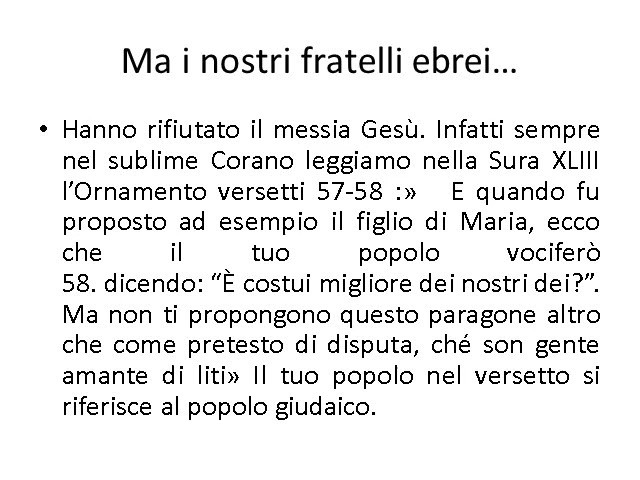 Ma i nostri fratelli ebrei…
• Hanno rifiutato il messia Gesù. Infatti sempre
nel sublime Corano leggiamo nella Sura XLIII
l’Ornamento versetti 57-58 :» E quando fu
proposto ad esempio il figlio di Maria, ecco
che il tuo popolo vociferò
58. dicendo: “È costui migliore dei nostri dei?”.
Ma non ti propongono questo paragone altro
che come pretesto di disputa, ché son gente
amante di liti» Il tuo popolo nel versetto si
riferisce al popolo giudaico.